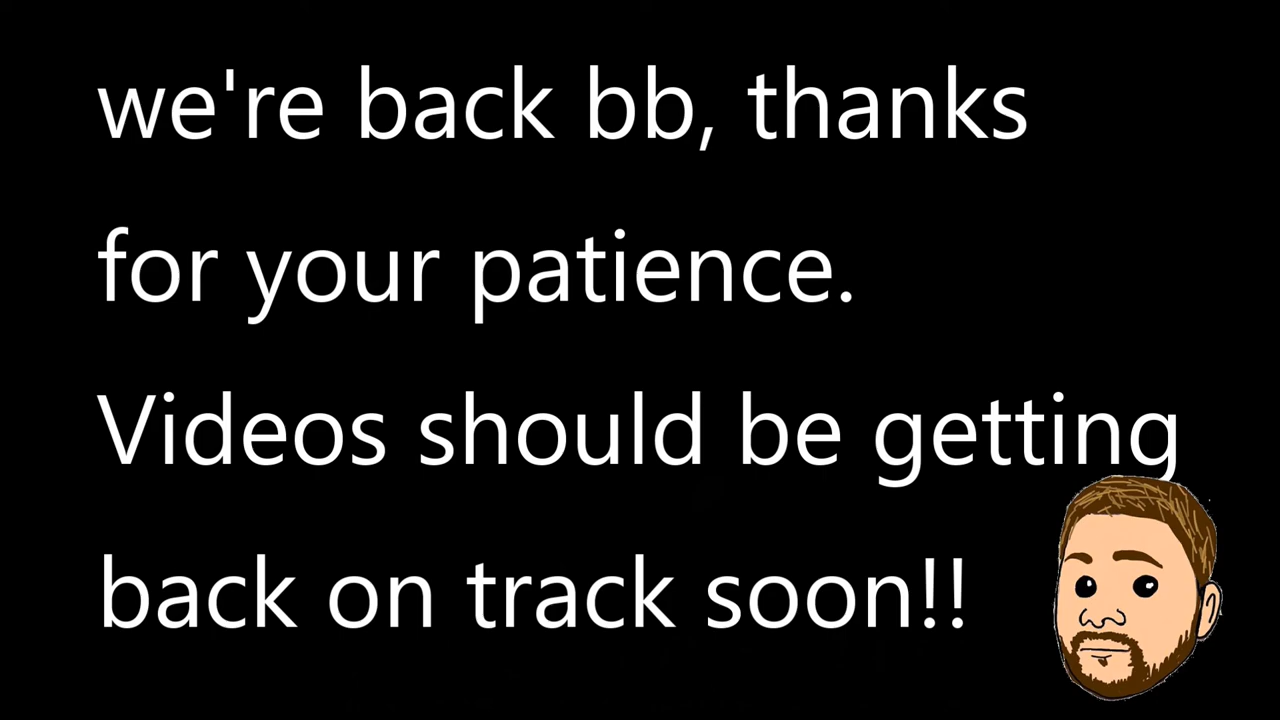 we're back bb, thanks
for your patience.
Videos should be getting
back on track soon!!